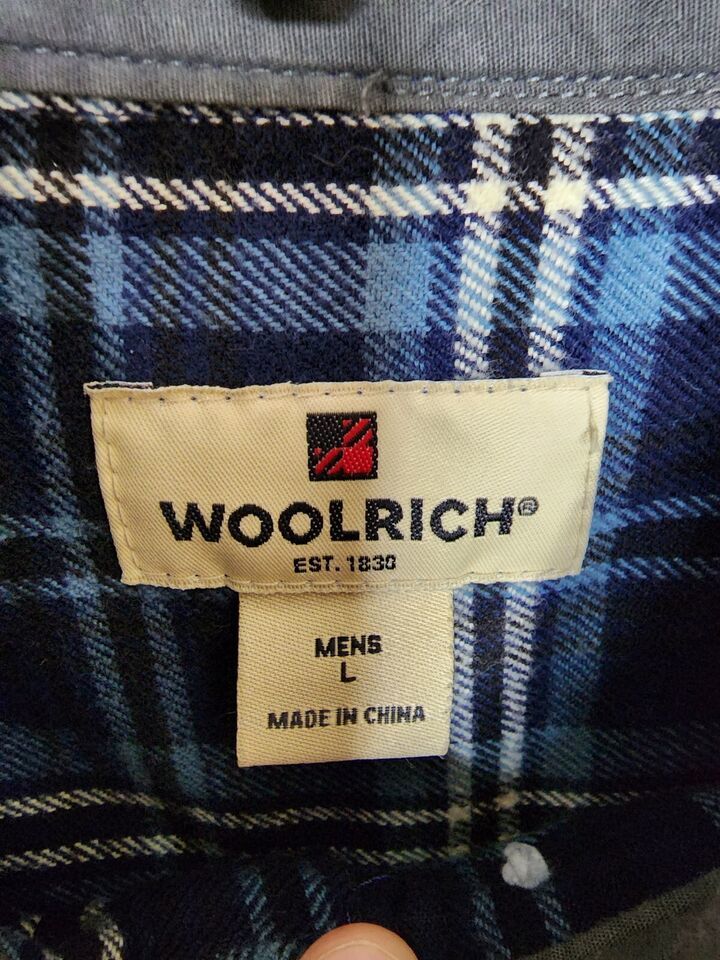 WOOLRICH®
EST. 1830
MENS
L
MADE IN CHINA